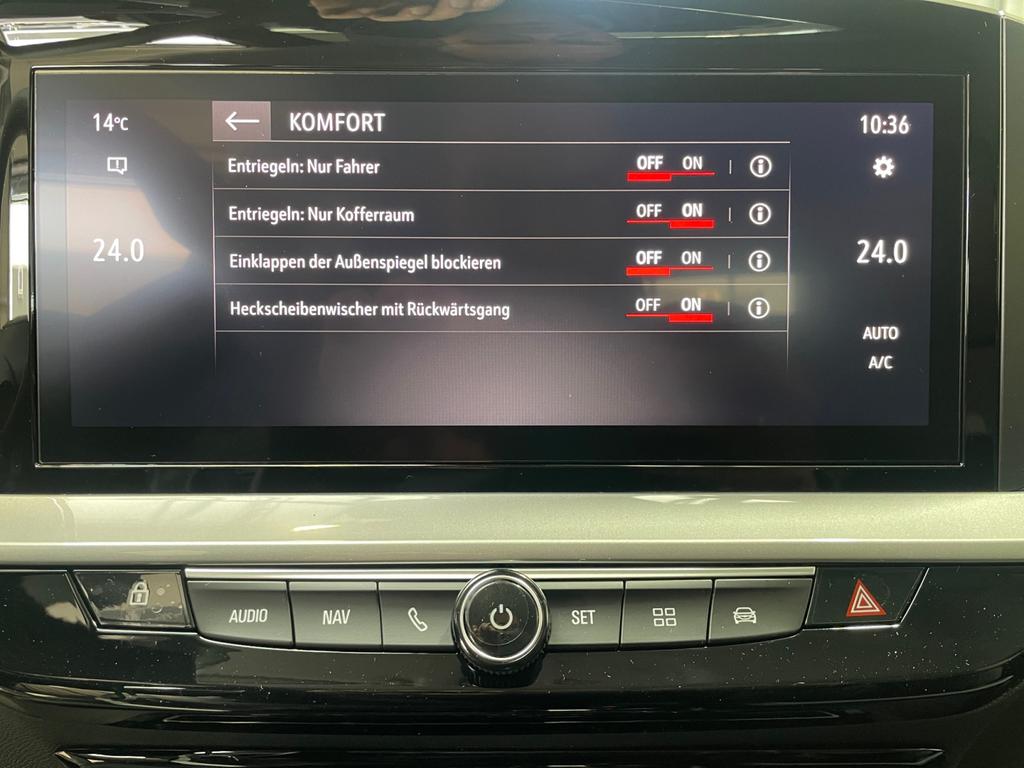 14°C
← KOMFORT
10:36
Entriegeln: Nur Fahrer OFF ON
Entriegeln: Nur Kofferraum OFF ON
24.0
24.0
Einklappen der Außenspiegel blockieren OFF ON
Heckscheibenwischer mit Rückwärtsgang OFF ON
AUTO
A/C
AUDIO NAV SET